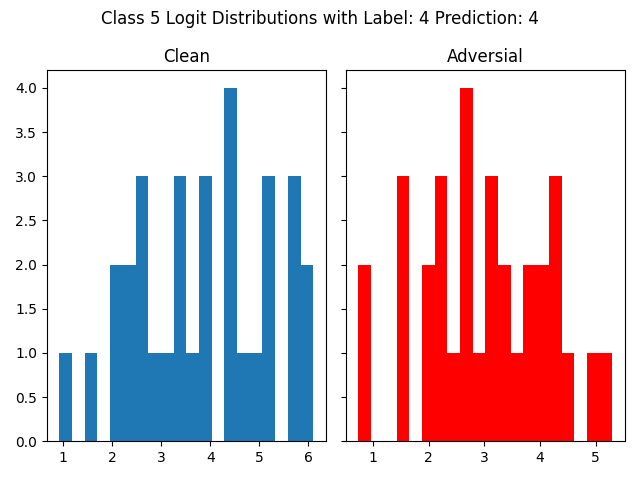 Class 5 Logit Distributions with Label: 4 Prediction: 4
Clean
Adversial
4.0
3.5
3.0
2.5
2.0
1.5
1.0
0.5
0.0
1 2 3 4 5 6
1 2 3 4 5